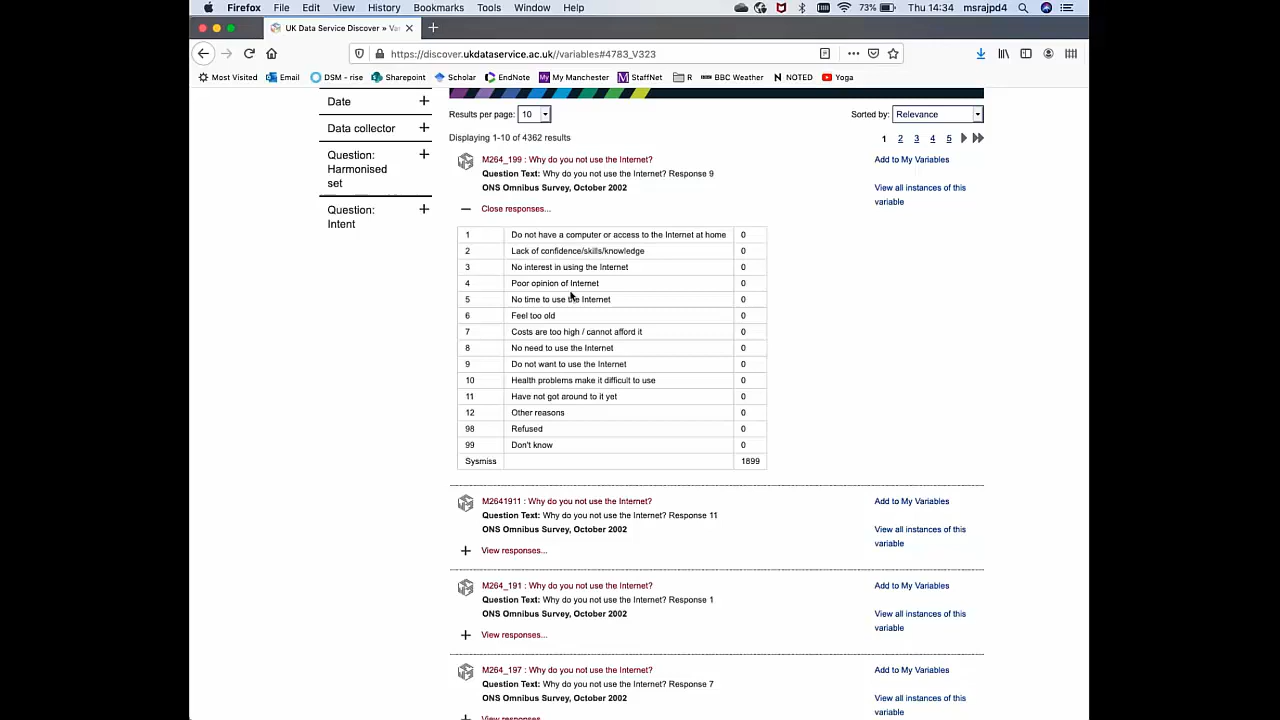 Firefox File Edit View History Bookmarks Tools Window Help 73% Thu 14:34 msrajpd4
UK Data Service Discover » Va
https://discover.ukdataservice.ac.uk//variables#4783_V323
Most Visited Email DSM - rise Sharepoint Scholar EndNote My Manchester StaffNet R BBC Weather NOTED Yoga
Date +
Data collector +
Question: +
Harmonised
set
Question: +
Intent
Results per page: 10 Sorted by: Relevance
Displaying 1-10 of 4362 results 1 2 3 4 5
M264_199 : Why do you not use the Internet? Add to My Variables
Question Text: Why do you not use the Internet? Response 9
ONS Omnibus Survey, October 2002 View all instances of this
variable
Close responses...
1 Do not have a computer or access to the Internet at home 0
2 Lack of confidence/skills/knowledge 0
3 No interest in using the Internet 0
4 Poor opinion of Internet 0
5 No time to use the Internet 0
6 Feel too old 0
7 Costs are too high / cannot afford it 0
8 No need to use the Internet 0
9 Do not want to use the Internet 0
10 Health problems make it difficult to use 0
11 Have not got around to it yet 0
12 Other reasons 0
98 Refused 0
99 Don't know 0
Sysmiss 1899
M2641911 : Why do you not use the Internet? Add to My Variables
Question Text: Why do you not use the Internet? Response 11
ONS Omnibus Survey, October 2002 View all instances of this
variable
View responses...
M264_191 : Why do you not use the Internet? Add to My Variables
Question Text: Why do you not use the Internet? Response 1
ONS Omnibus Survey, October 2002 View all instances of this
variable
View responses...
M264_197 : Why do you not use the Internet? Add to My Variables
Question Text: Why do you not use the Internet? Response 7
ONS Omnibus Survey, October 2002 View all instances of this
variable
View responses